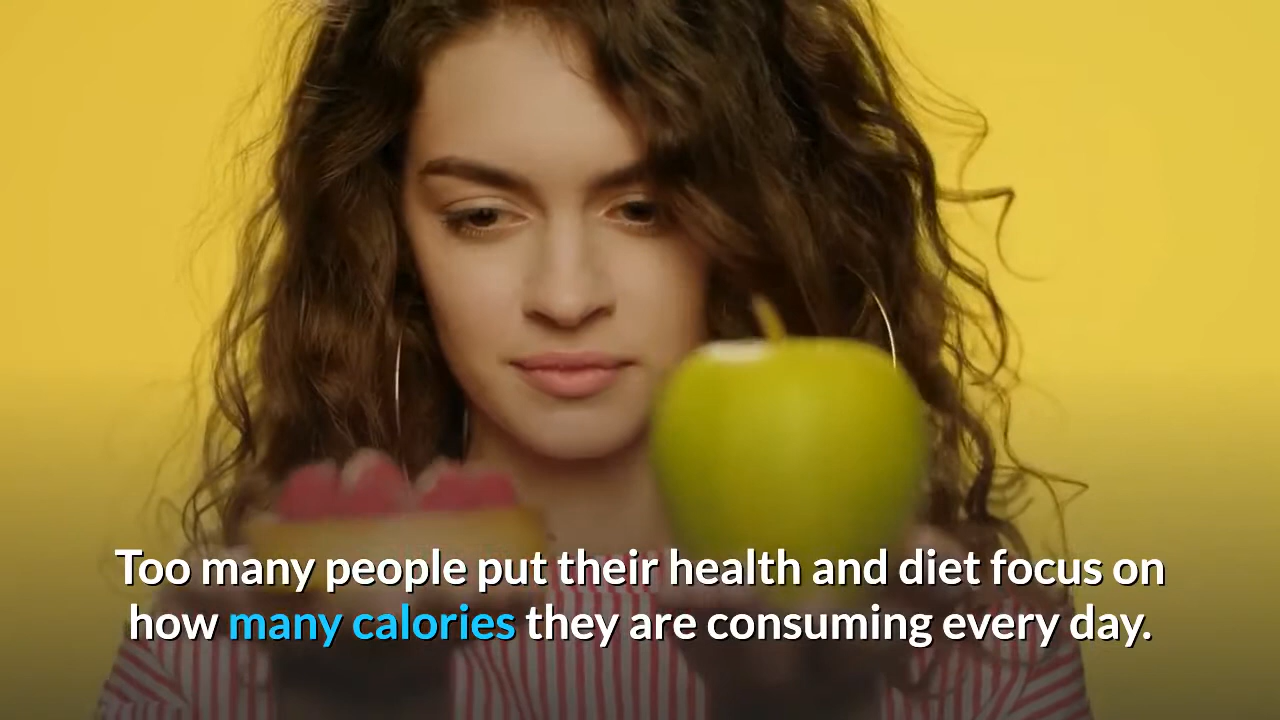 Too many people put their health and diet focus on
how many calories they are consuming every day.